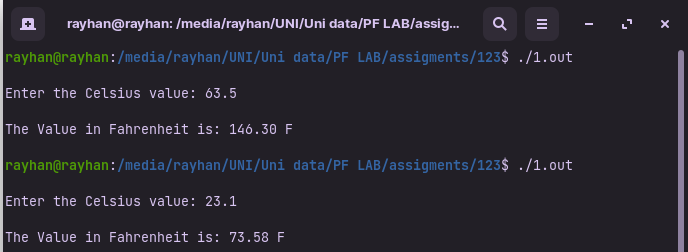 rayhan@rayhan: /media/rayhan/UNI/Uni data/PF LAB/assig...
rayhan@rayhan:/media/rayhan/UNI/Uni data/PF LAB/assigments/123$ ./1.out
Enter the Celsius value: 63.5
The Value in Fahrenheit is: 146.30 F
rayhan@rayhan:/media/rayhan/UNI/Uni data/PF LAB/assigments/123$ ./1.out
Enter the Celsius value: 23.1
The Value in Fahrenheit is: 73.58 F